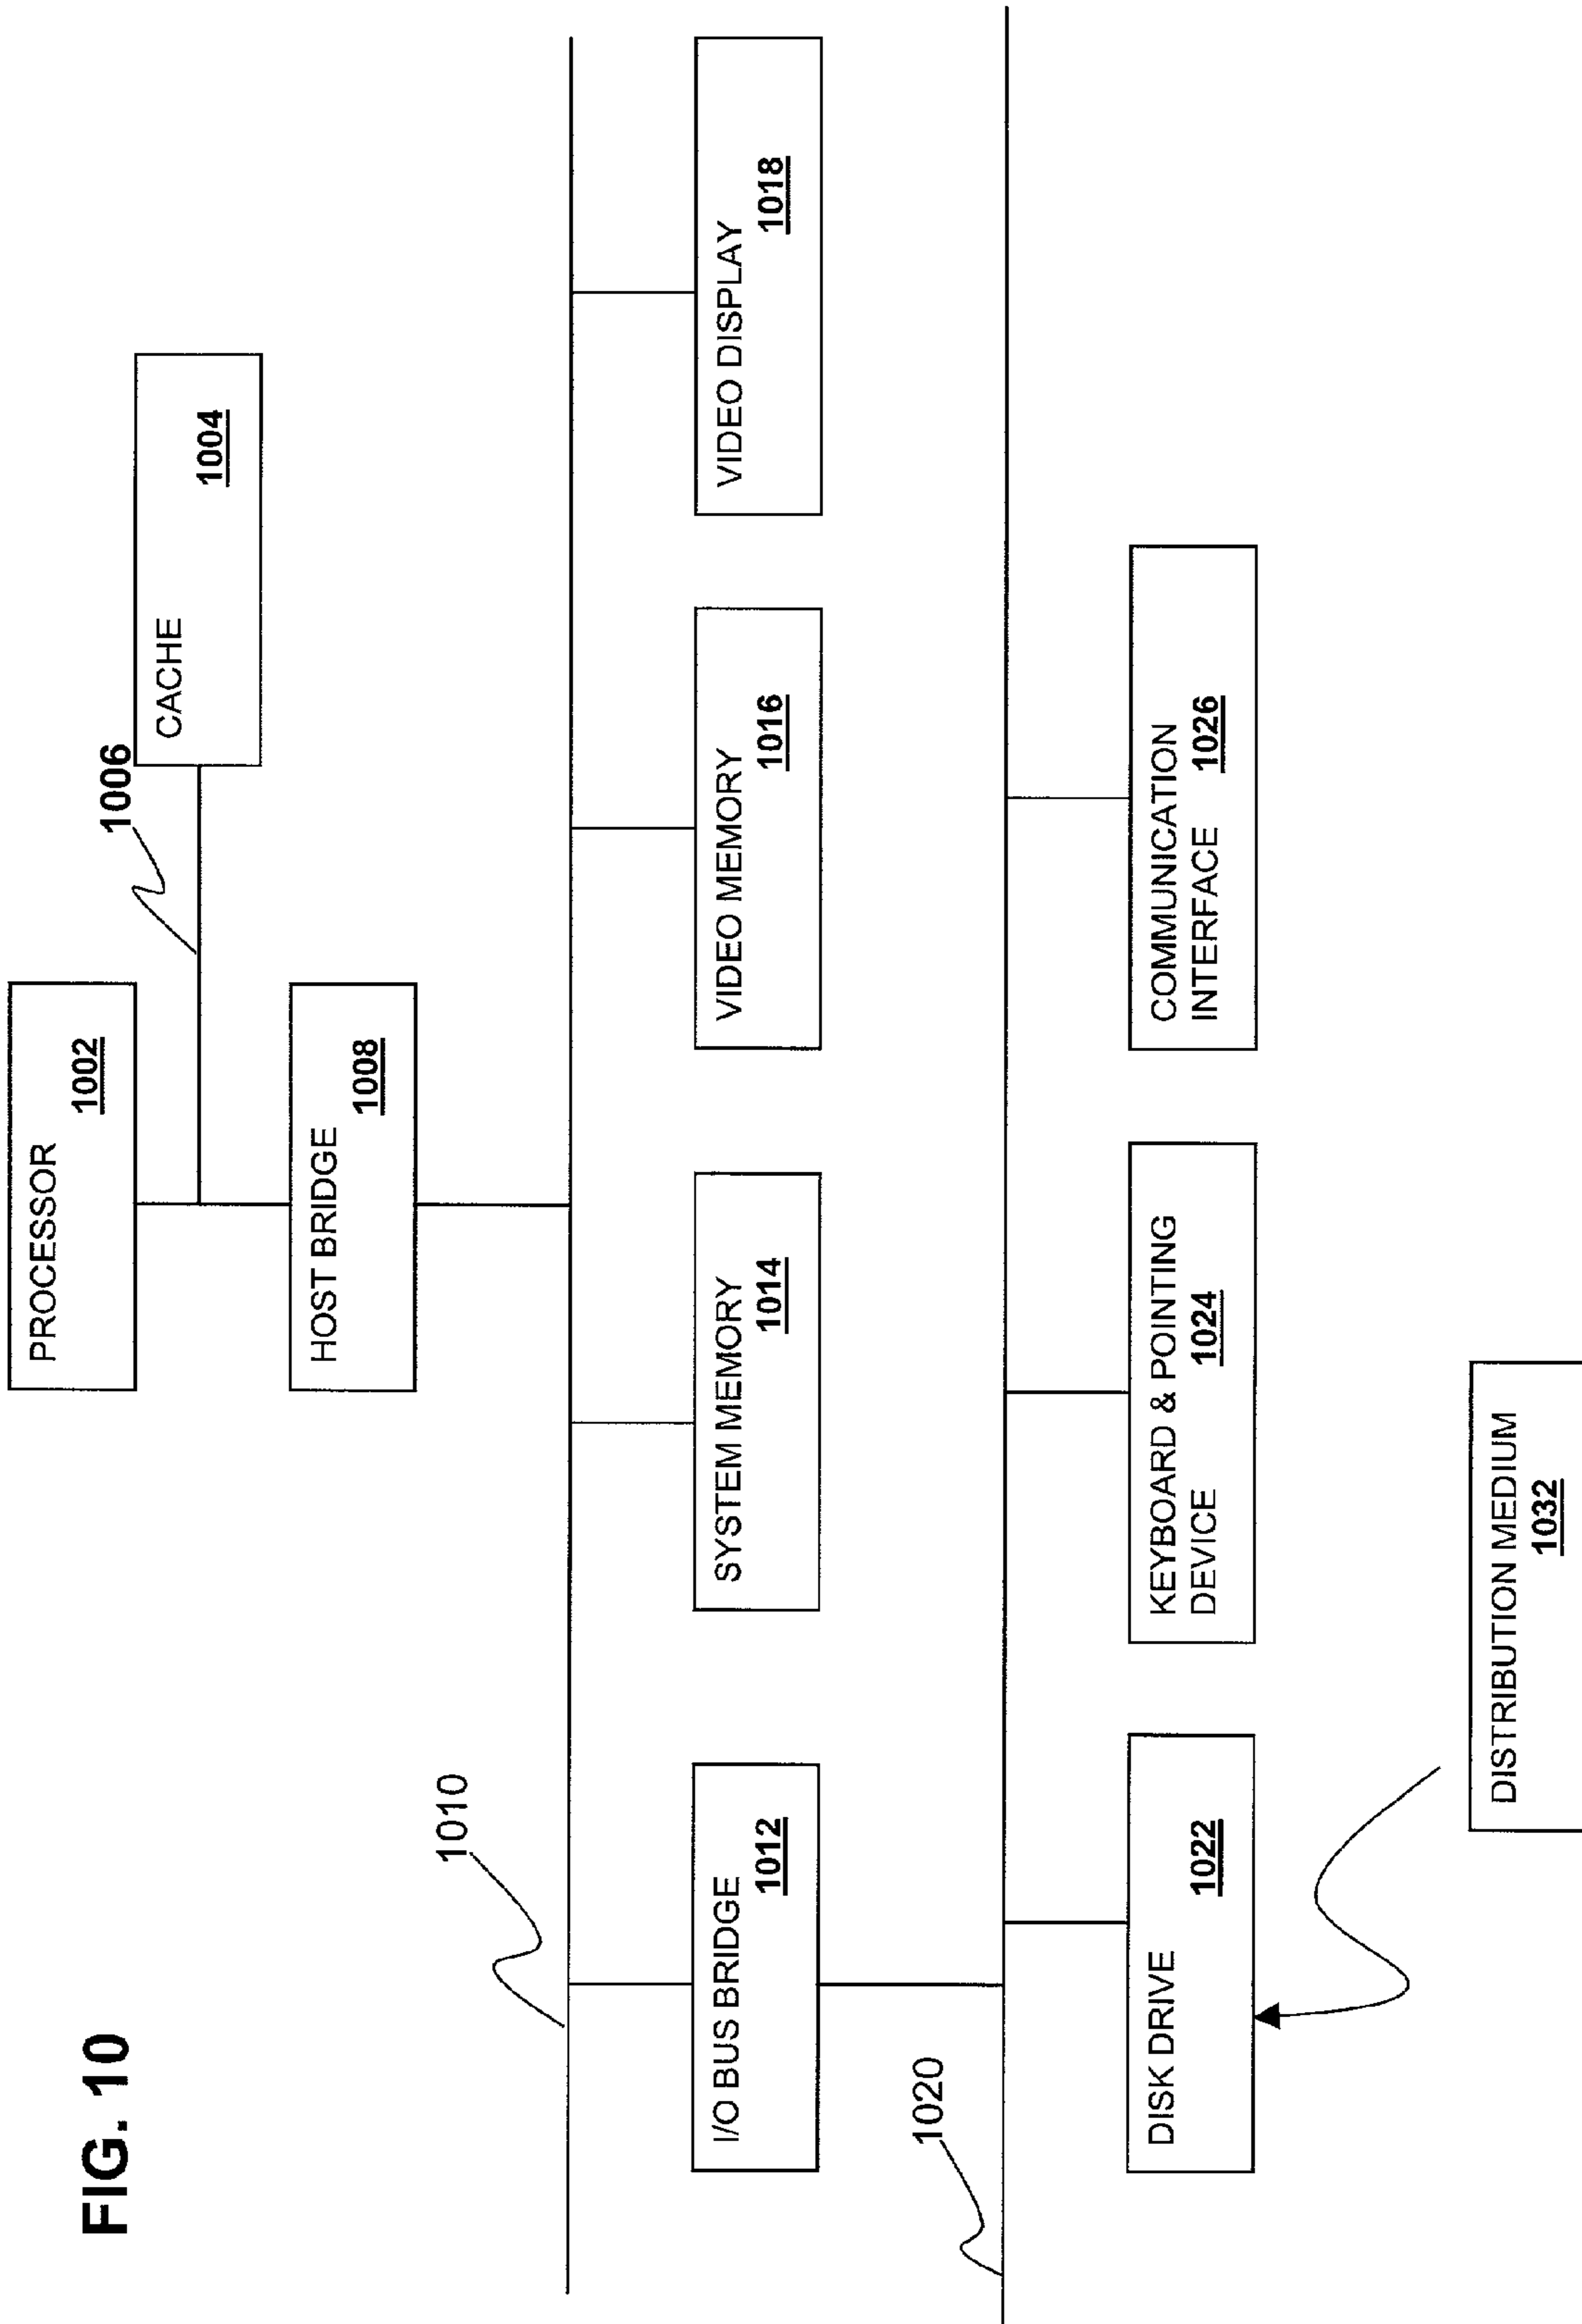 FIG. 10
PROCESSOR
1002
1006
CACHE
1004
HOST BRIDGE
1008
1010
I/O BUS BRIDGE
1012
SYSTEM MEMORY
1014
VIDEO MEMORY
1016
VIDEO DISPLAY
1018
1020
DISK DRIVE
1022
KEYBOARD & POINTING
DEVICE 1024
COMMUNICATION
INTERFACE 1026
DISTRIBUTION MEDIUM
1032